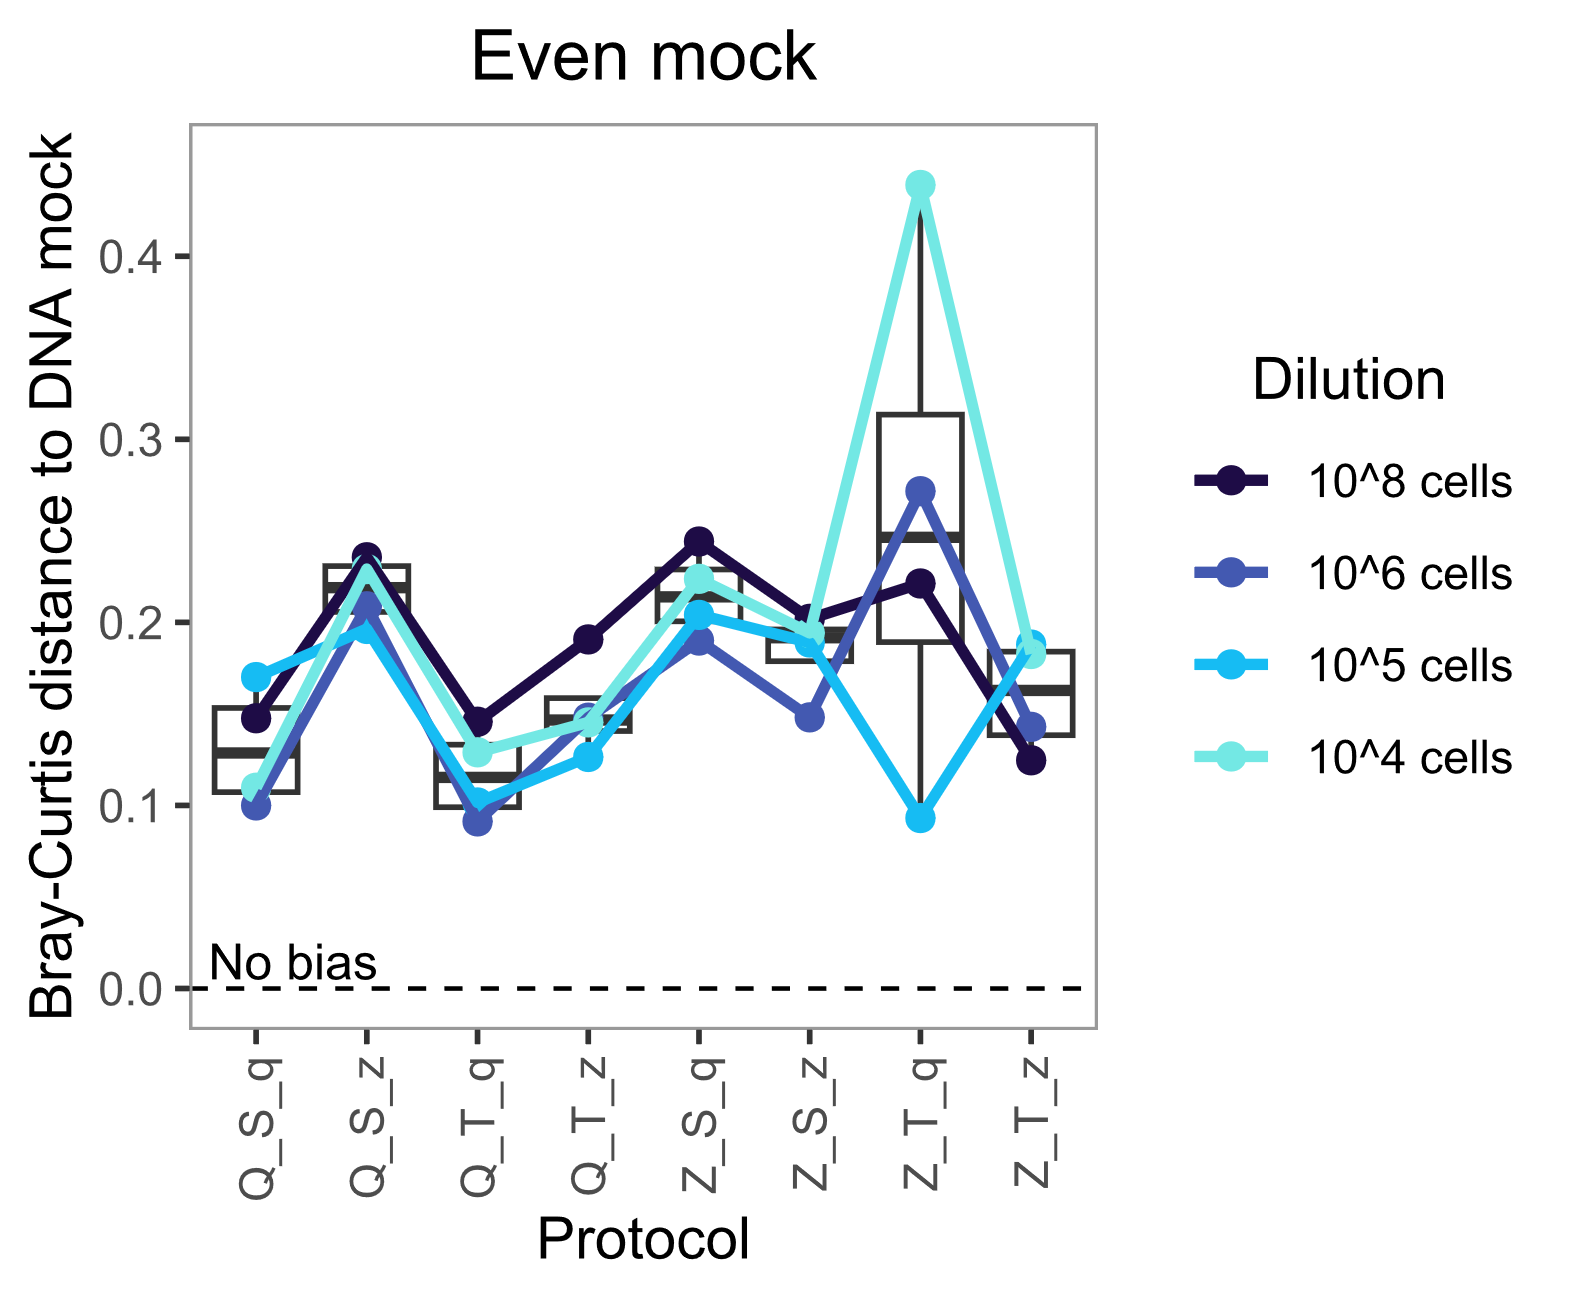 Even mock
Bray-Curtis distance to DNA mock
0.4
0.3
0.2
0.1
0.0
No bias
Q_S_q
Q_S_z
Q_T_q
Q_T_z
Z_S_q
Z_S_z
Z_T_q
Z_T_z
Protocol
Dilution
10^8 cells
10^6 cells
10^5 cells
10^4 cells